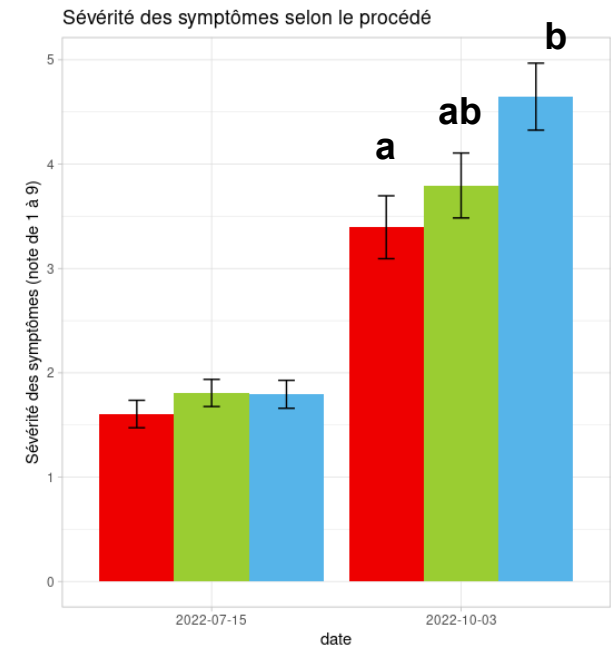 Sévérité des symptômes selon le procédé
b
ab
a
5
4
3
2
1
0
Sévérité des symptômes (note de 1 à 9)
2022-07-15
2022-10-03
date